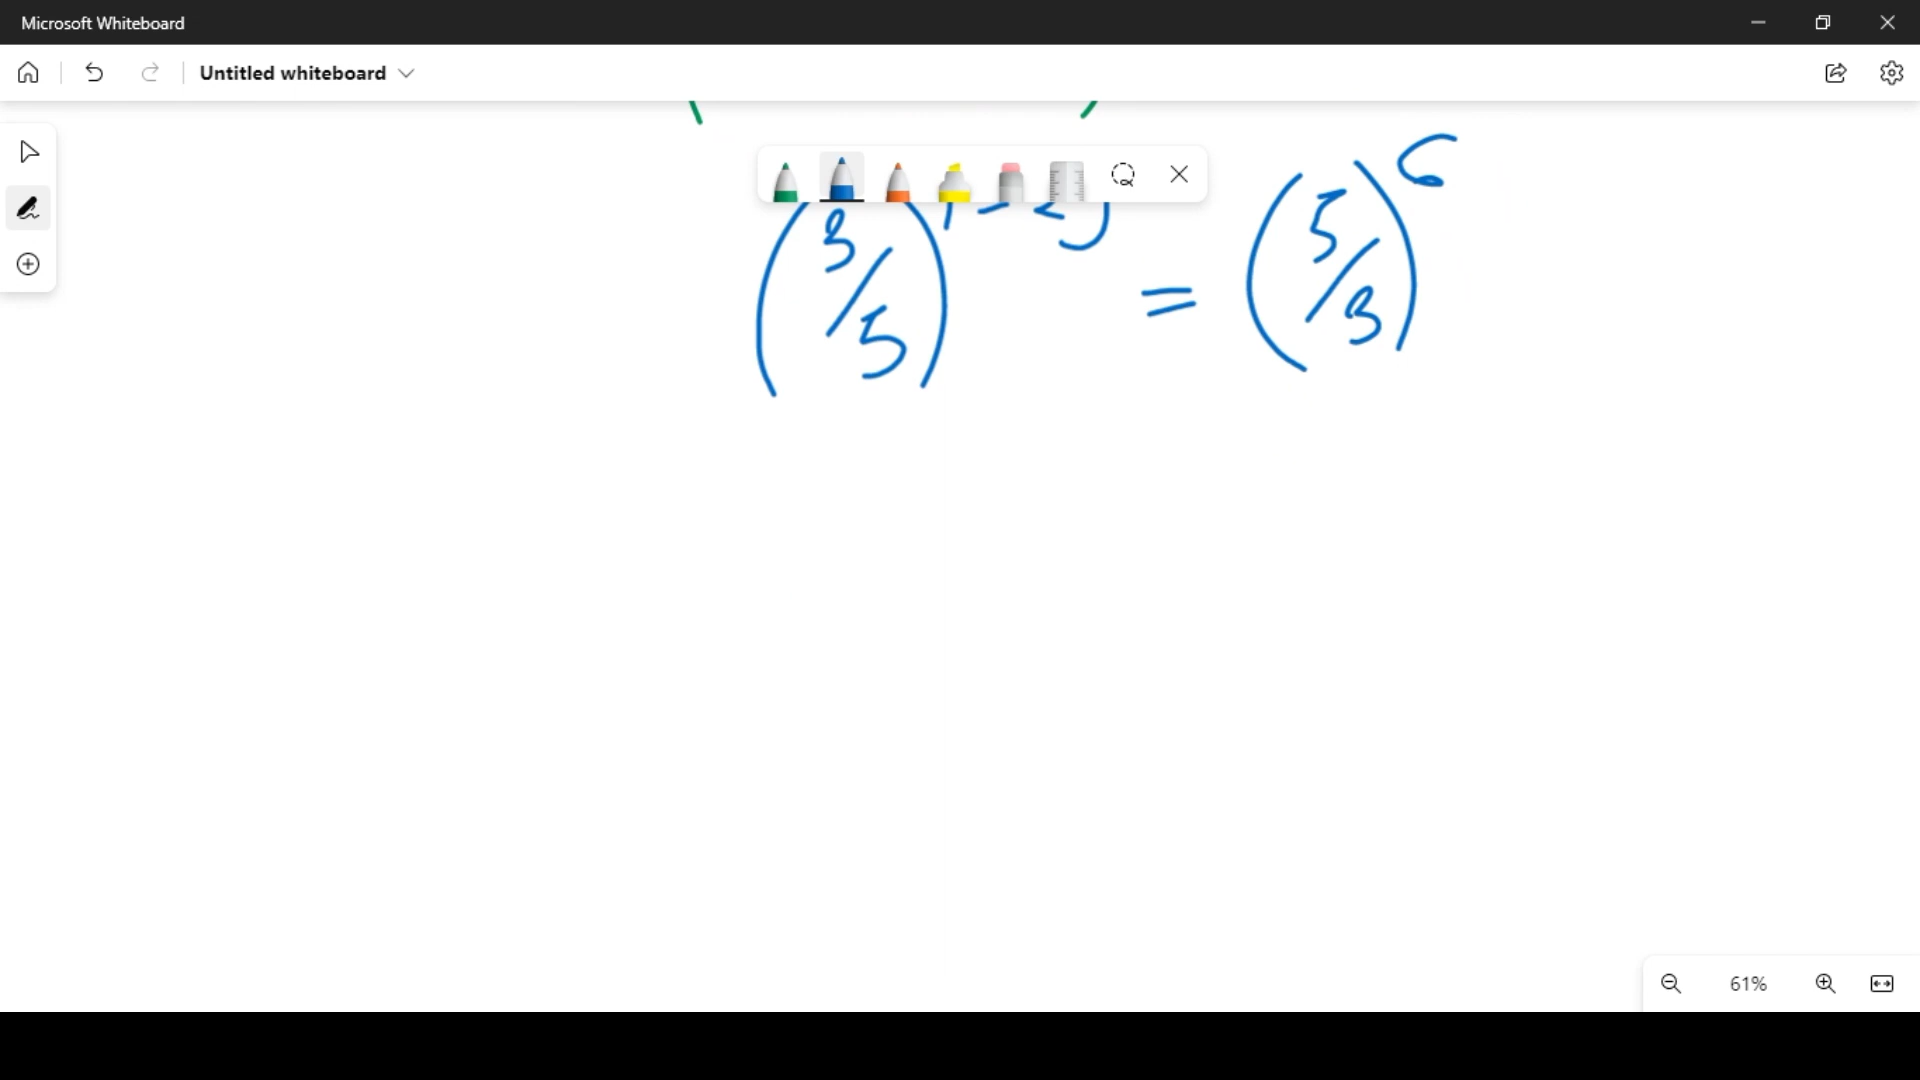 Microsoft Whiteboard
Untitled whiteboard
(3/5) = (5/3)^6
61%